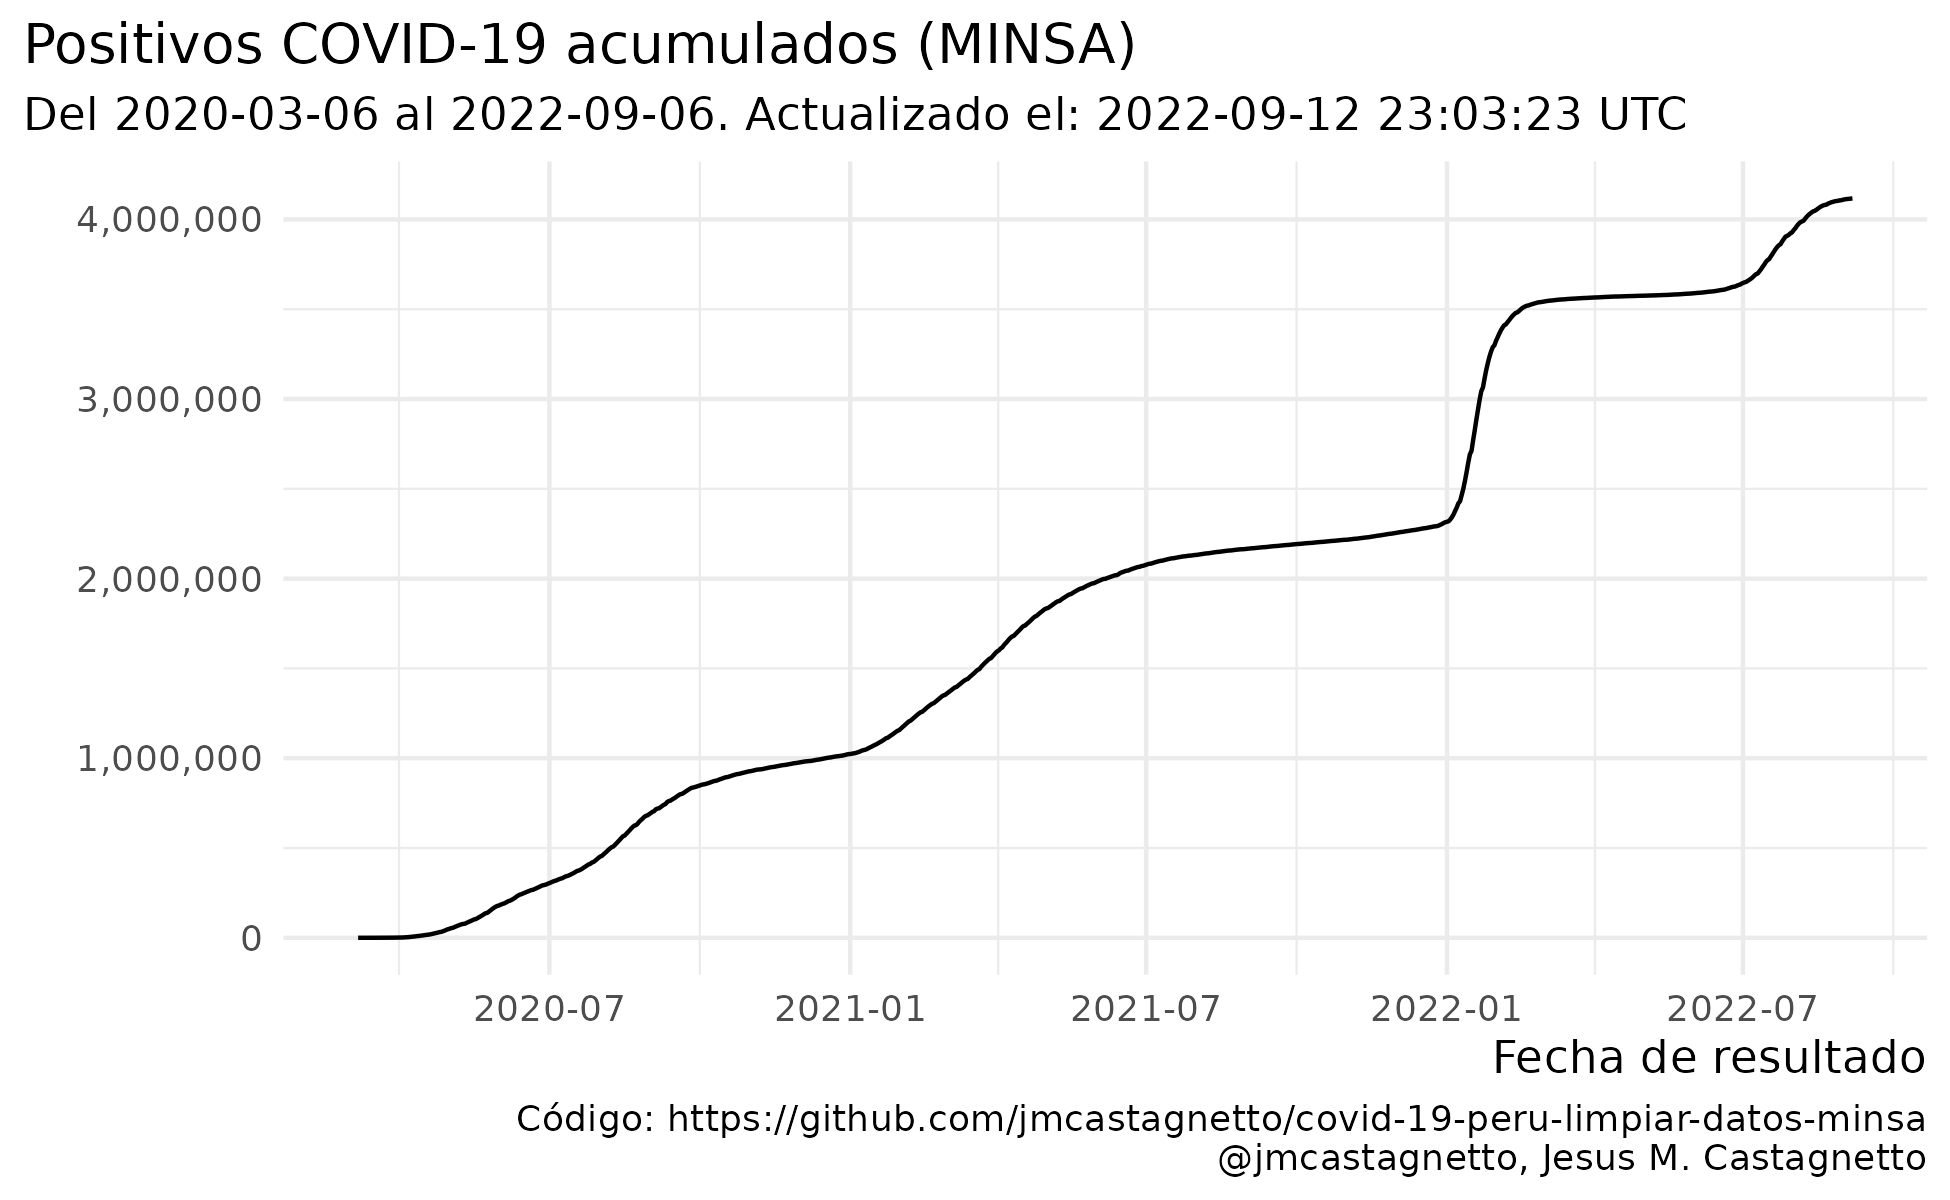 Positivos COVID-19 acumulados (MINSA)
Del 2020-03-06 al 2022-09-06. Actualizado el: 2022-09-12 23:03:23 UTC
4,000,000
3,000,000
2,000,000
1,000,000
0
2020-07 2021-01 2021-07 2022-01 2022-07
Fecha de resultado
Código: https://github.com/jmcastagnetto/covid-19-peru-limpiar-datos-minsa
@jmcastagnetto, Jesus M. Castagnetto